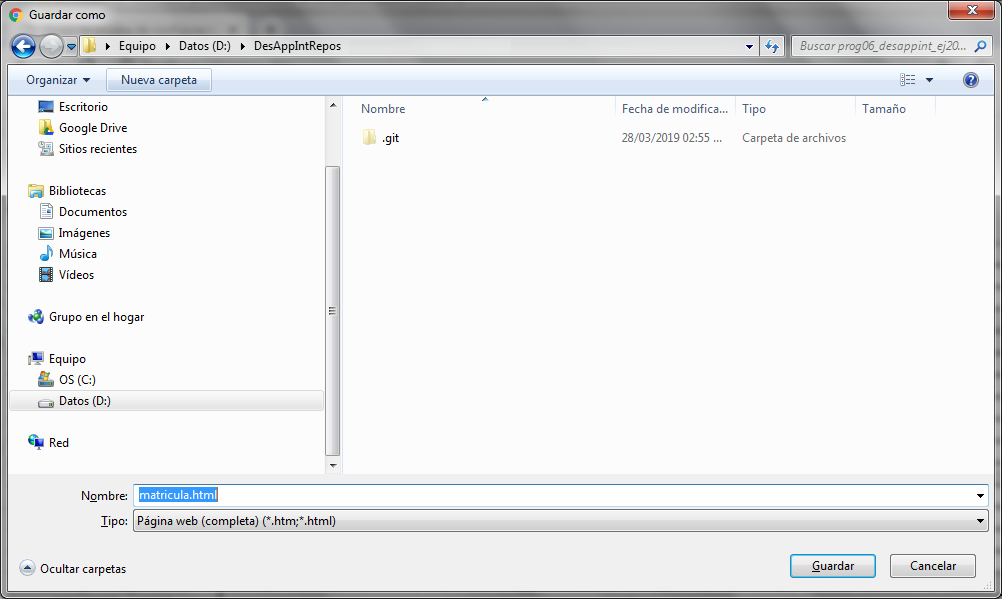 Guardar como
Equipo Datos (D:) DesAppIntRepos
Buscar prog06_desappint_ej20...
Organizar Nueva carpeta
Escritorio
Google Drive
Sitios recientes
Bibliotecas
Documentos
Imágenes
Música
Vídeos
Grupo en el hogar
Equipo
OS (C:)
Datos (D:)
Red
Nombre Fecha de modifica... Tipo Tamaño
.git 28/03/2019 02:55 ... Carpeta de archivos
Nombre: matricula.html
Tipo: Página web (completa) (*.htm;*.html)
Ocultar carpetas Guardar Cancelar